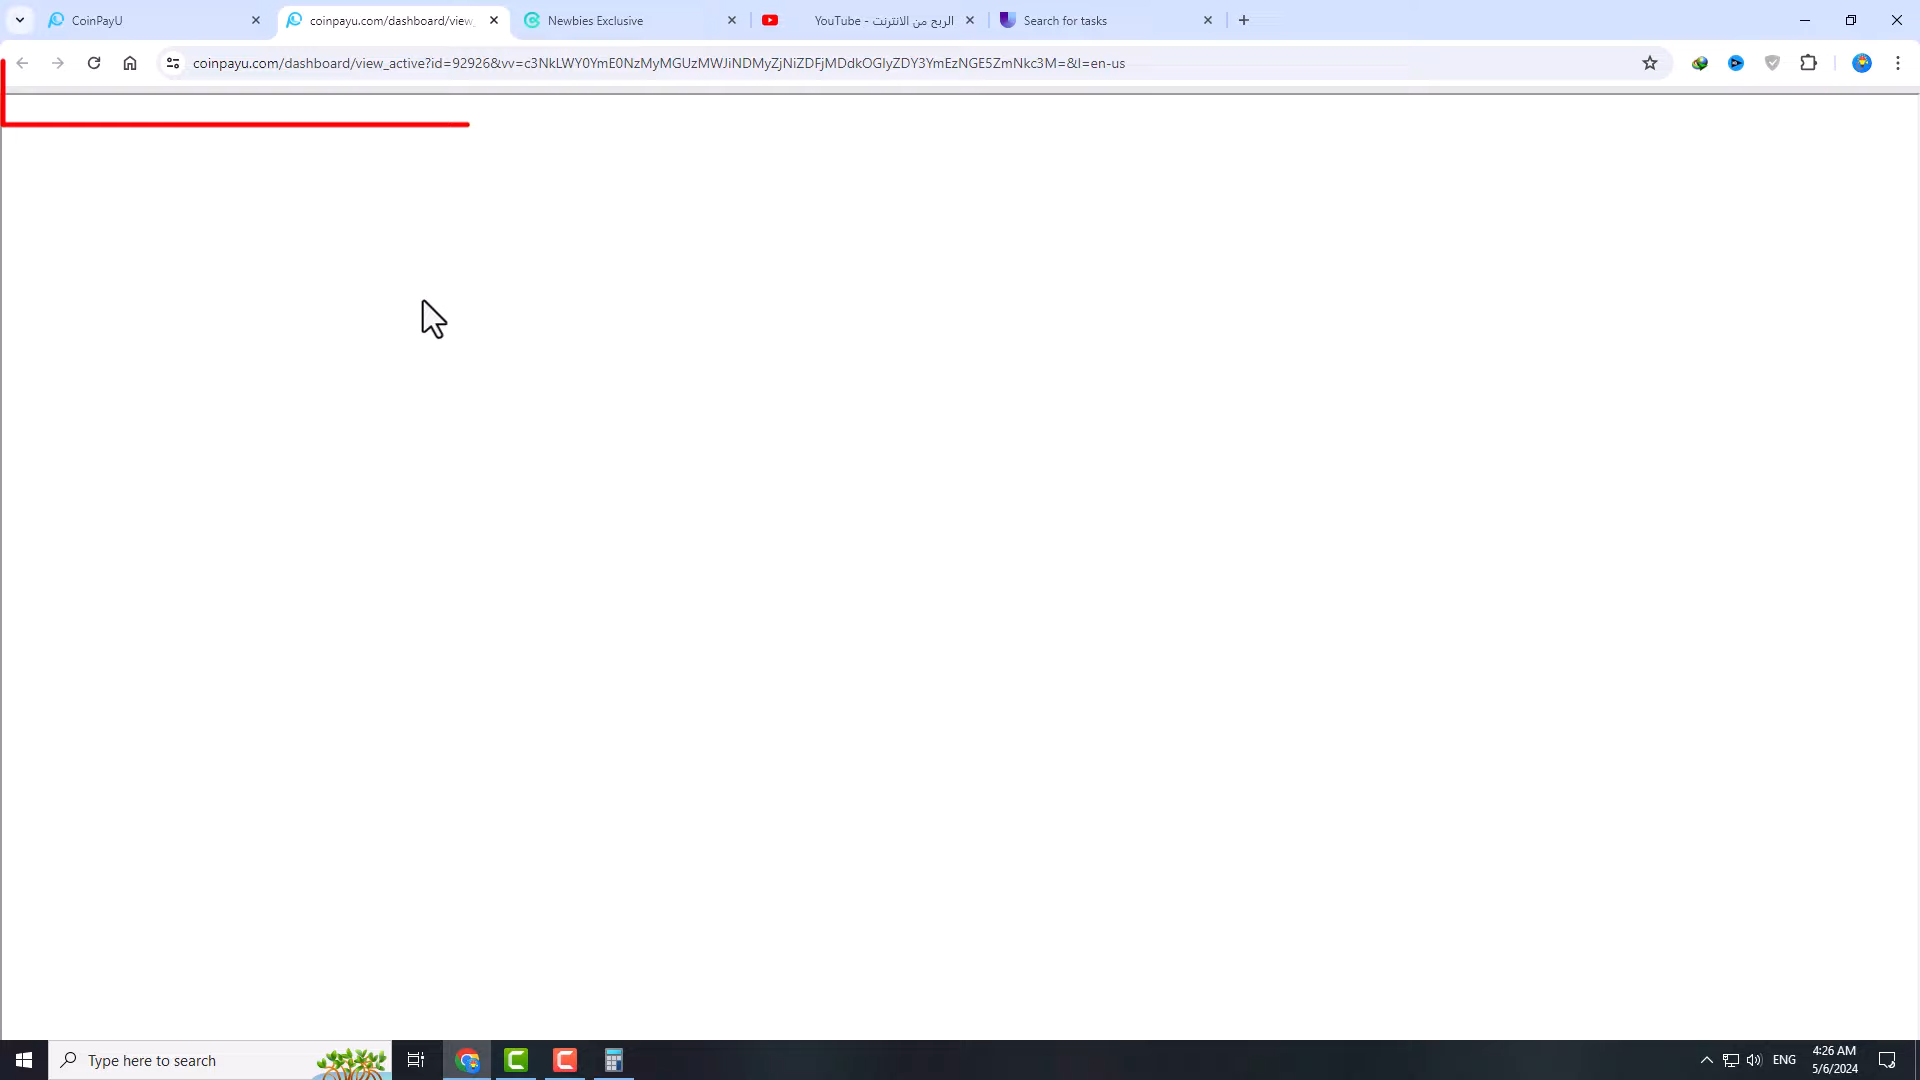 CoinPayU
coinpayu.com/dashboard/view_
Newbies Exclusive
الربح من الانترنت - YouTube
Search for tasks
coinpayu.com/dashboard/view_active?id=92926&vv=c3NkLWY0YmE0NzMyMGUzMWJiNDMyZjNiZDFjMDdkOGIyZDY3YmEzNGE5ZmNkc3M=&l=en-us
Type here to search
ENG
4:26 AM
5/6/2024